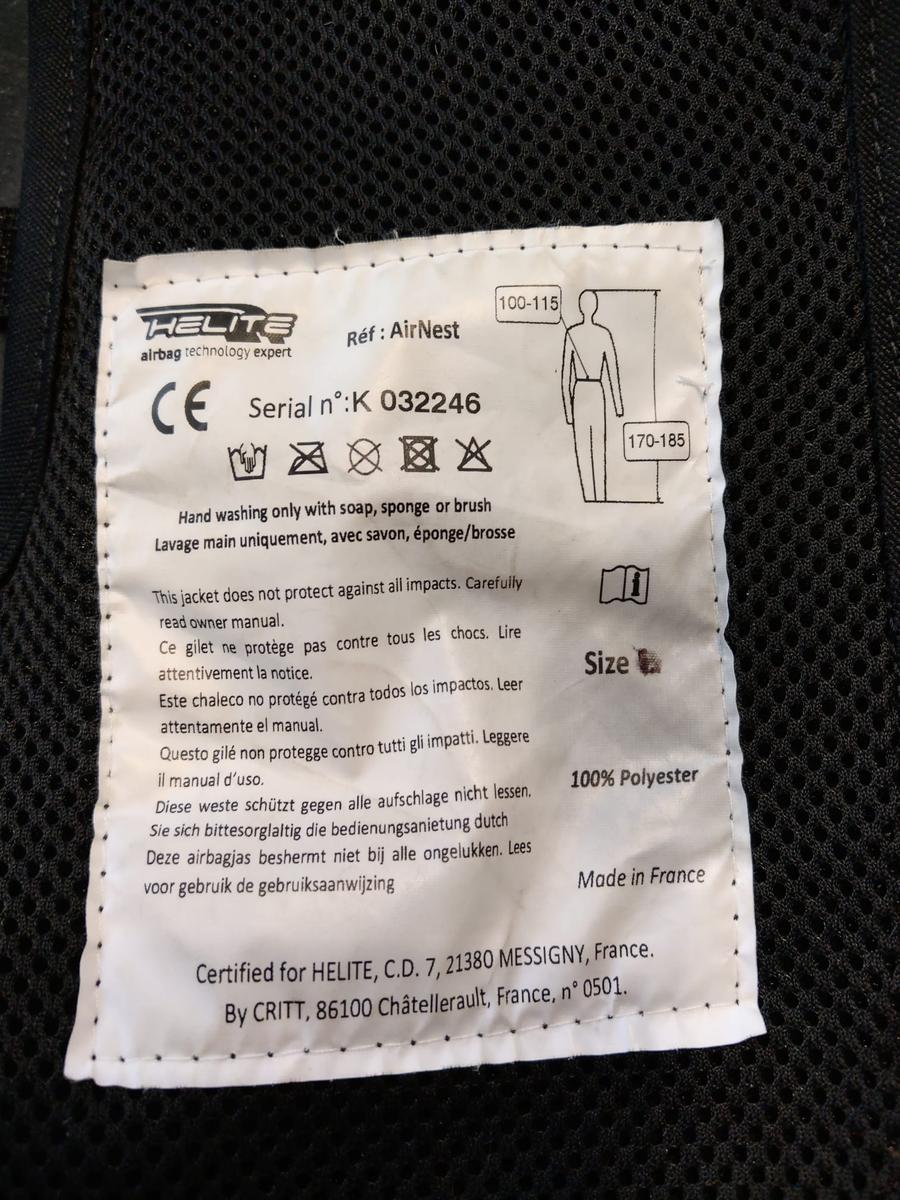 HELITE
airbag technology expert
Réf : AirNest
100-115
CE
Serial n°:K 032246
170-185
Hand washing only with soap, sponge or brush
Lavage main uniquement, avec savon, éponge/brosse
This jacket does not protect against all impacts. Carefully
read owner manual.
Ce gilet ne protège pas contre tous les chocs. Lire
attentivement la notice.
Este chaleco no protégé contra todos los impactos. Leer
attentamente el manual.
Questo gilé non protegge contro tutti gli impatti. Leggere
il manual d'uso.
Diese weste schützt gegen alle aufschlage nicht lessen.
Sie sich bittesorglaltig die bedienungsanietung dutch
Deze airbagjas beshermt niet bij alle ongelukken. Lees
voor gebruik de gebruiksaanwijzing
i
Size
100% Polyester
Made in France
Certified for HELITE, C.D. 7, 21380 MESSIGNY, France.
By CRITT, 86100 Châtellerault, France, n° 0501.